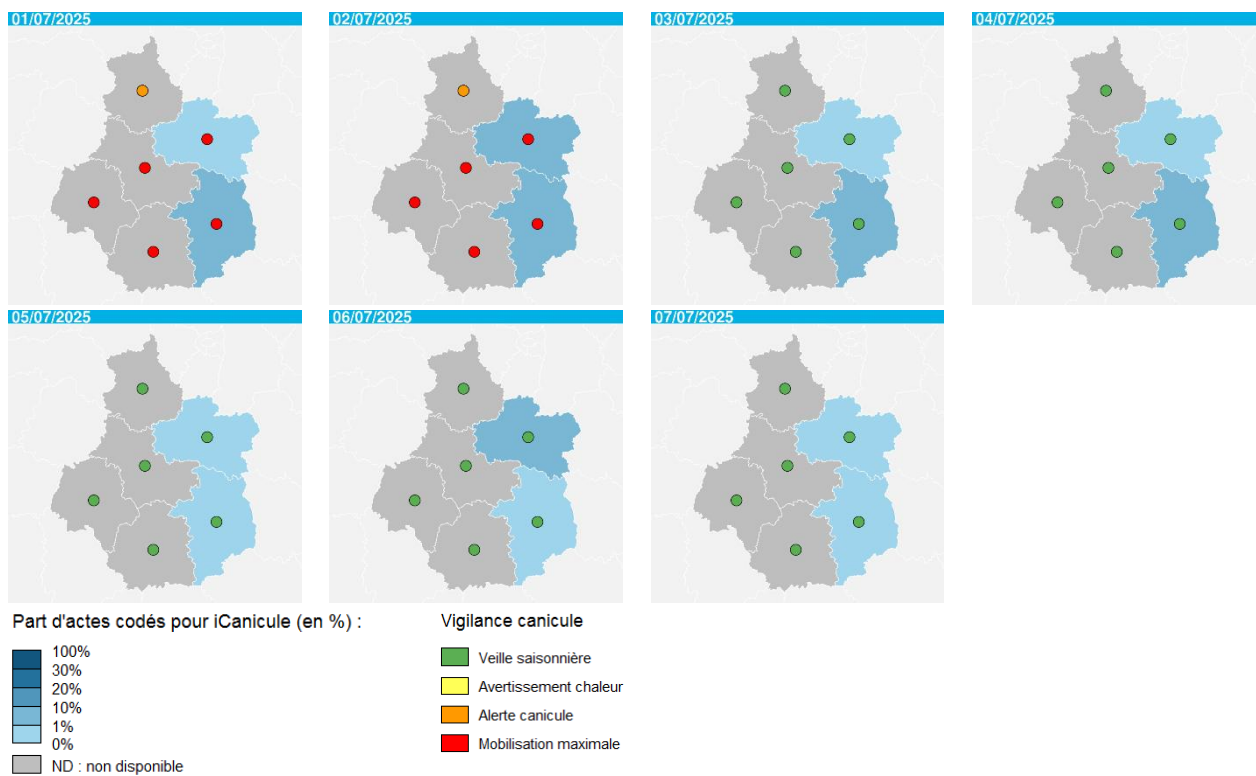 01/07/2025
02/07/2025
03/07/2025
04/07/2025
05/07/2025
06/07/2025
07/07/2025
Part d'actes codés pour iCanicule (en %) :
100%
30%
20%
10%
1%
0%
ND : non disponible
Vigilance canicule
Veille saisonnière
Avertissement chaleur
Alerte canicule
Mobilisation maximale